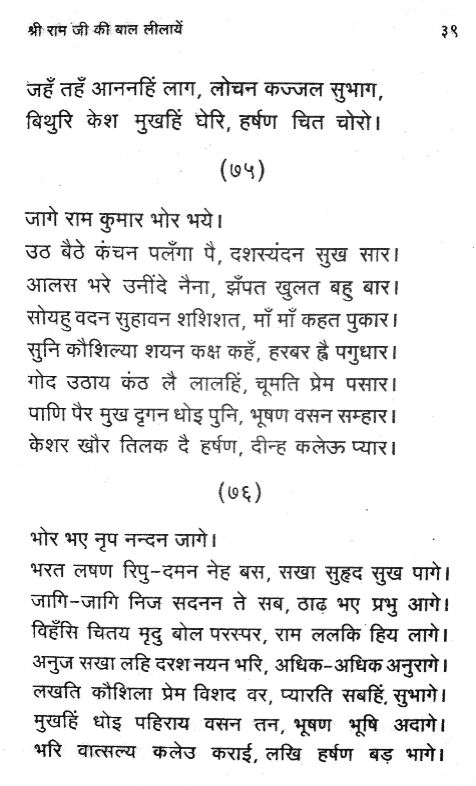 श्री राम जी की बाल लीलायें ३९
जहँ तहँ आननहिं लाग, लोचन कज्जल सुभाग,
बिथुरि केश मुखहिं घेरि, हर्षण चित चोरो।
(७५)
जागे राम कुमार भोर भये।
उठ बैठे कंचन पलँगा पै, दशस्यंदन सुख सार।
आलस भरे उनींदे नैना, झँपत खुलत बहु बार।
सोयहु वदन सुहावन शशिशत, माँ माँ कहत पुकार।
सुनि कौशिल्या शयन कक्ष कहँ, हरबर ह्वै पगुधार।
गोद उठाय कंठ लै लालहिं, चूमति प्रेम पसार।
पाणि पैर मुख दृगन धोइ पुनि, भूषण वसन सम्हार।
केशर खौर तिलक दै हर्षण, दीन्ह कलेऊ प्यार।
(७६)
भोर भए नृप नन्दन जागे।
भरत लषण रिपु-दमन नेह बस, सखा सुहृद सुख पागे।
जागि-जागि निज सदनन ते सब, ठाढ़ भए प्रभु आगे।
विहँसि चितय मृदु बोल परस्पर, राम ललकि हिय लागे।
अनुज सखा लहि दरश नयन भरि, अधिक-अधिक अनुरागे।
लखति कौशिला प्रेम विशद वर, प्यारति सबहिं, सुभागे।
मुखहिं धोइ पहिराय वसन तन, भूषण भूषि अदागे।
भरि वात्सल्य कलेउ कराई, लखि हर्षण बड़ भागे।